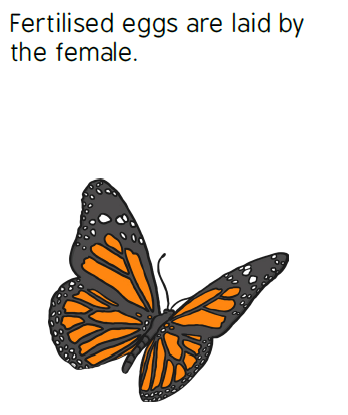 Fertilised eggs are laid by
the female.